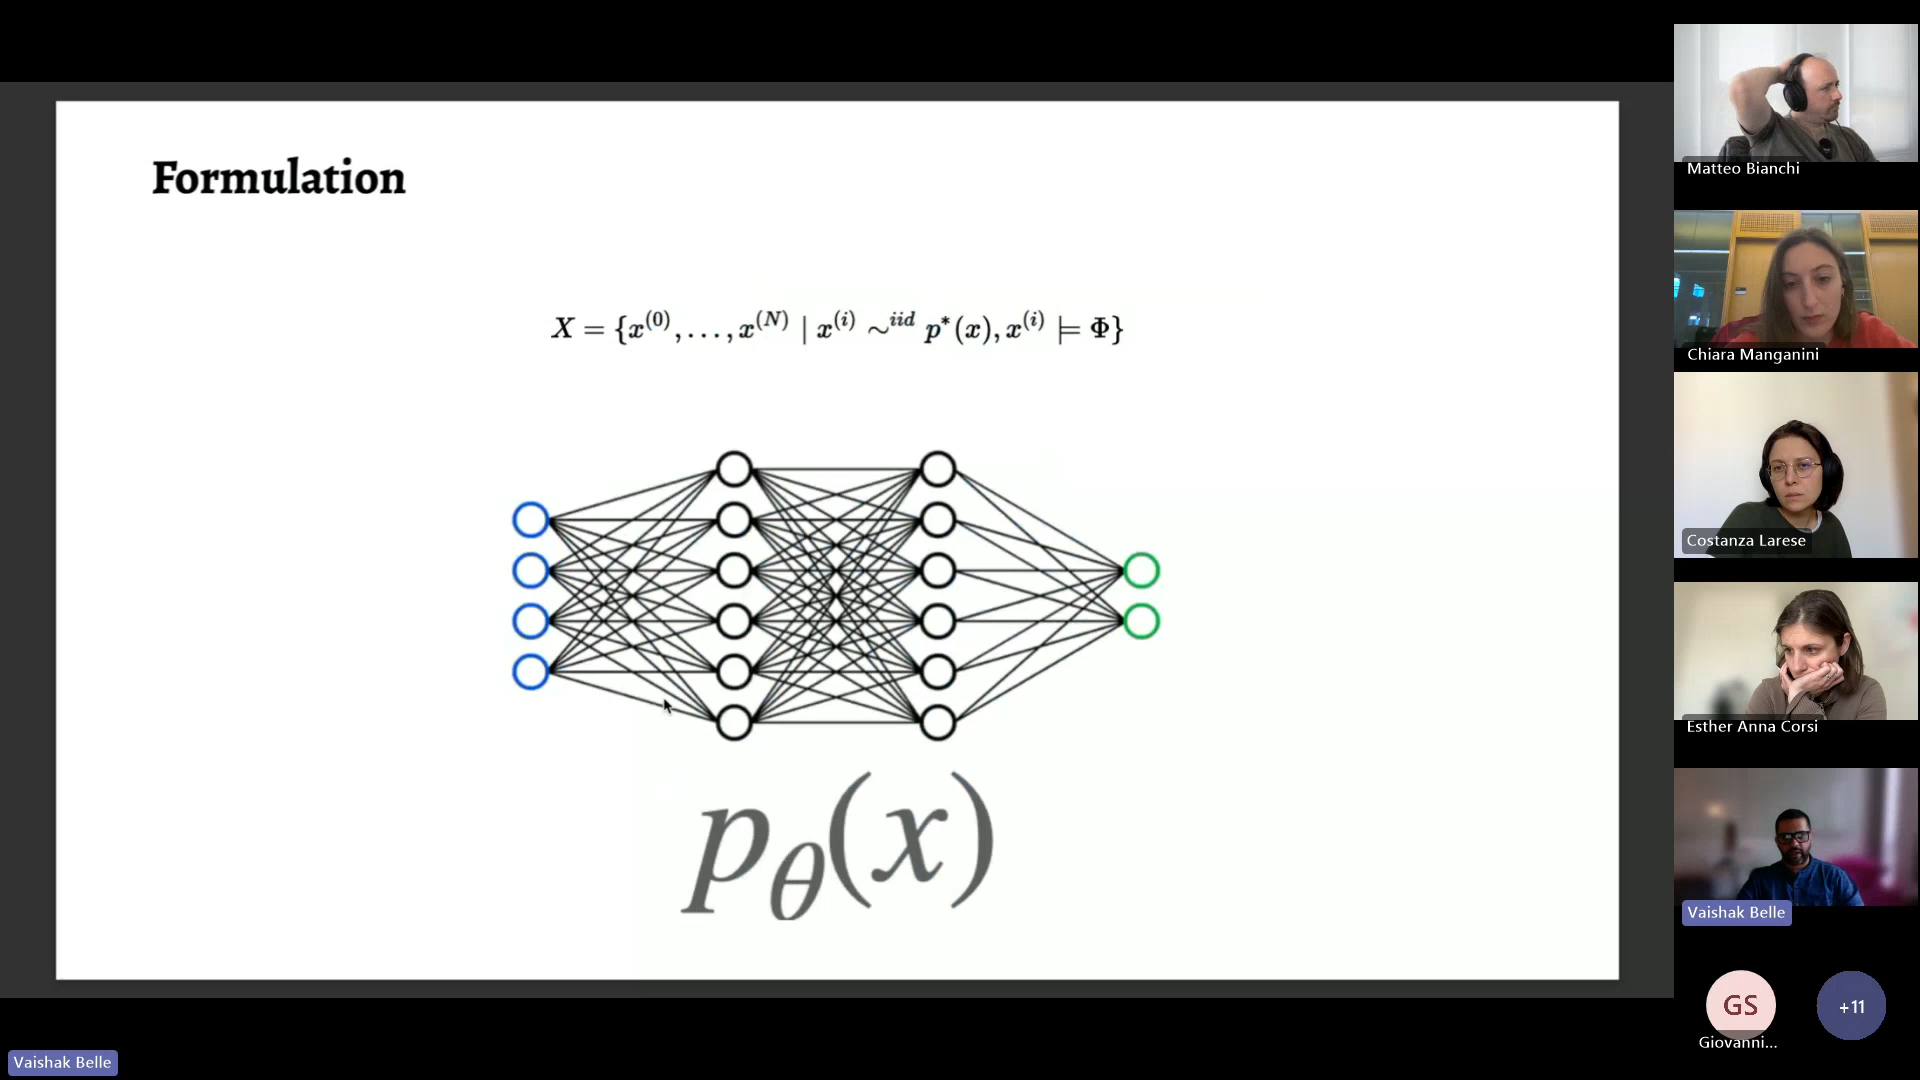 Formulation
X = {x^{(0)}, . . . , x^{(N)} | x^{(i)} ∼^{iid} p^*(x), x^{(i)} ⊨ Φ}
p_θ(x)
Matteo Bianchi
Chiara Manganini
Costanza Larese
Esther Anna Corsi
Vaishak Belle
GS
+11
Giovanni...
Vaishak Belle